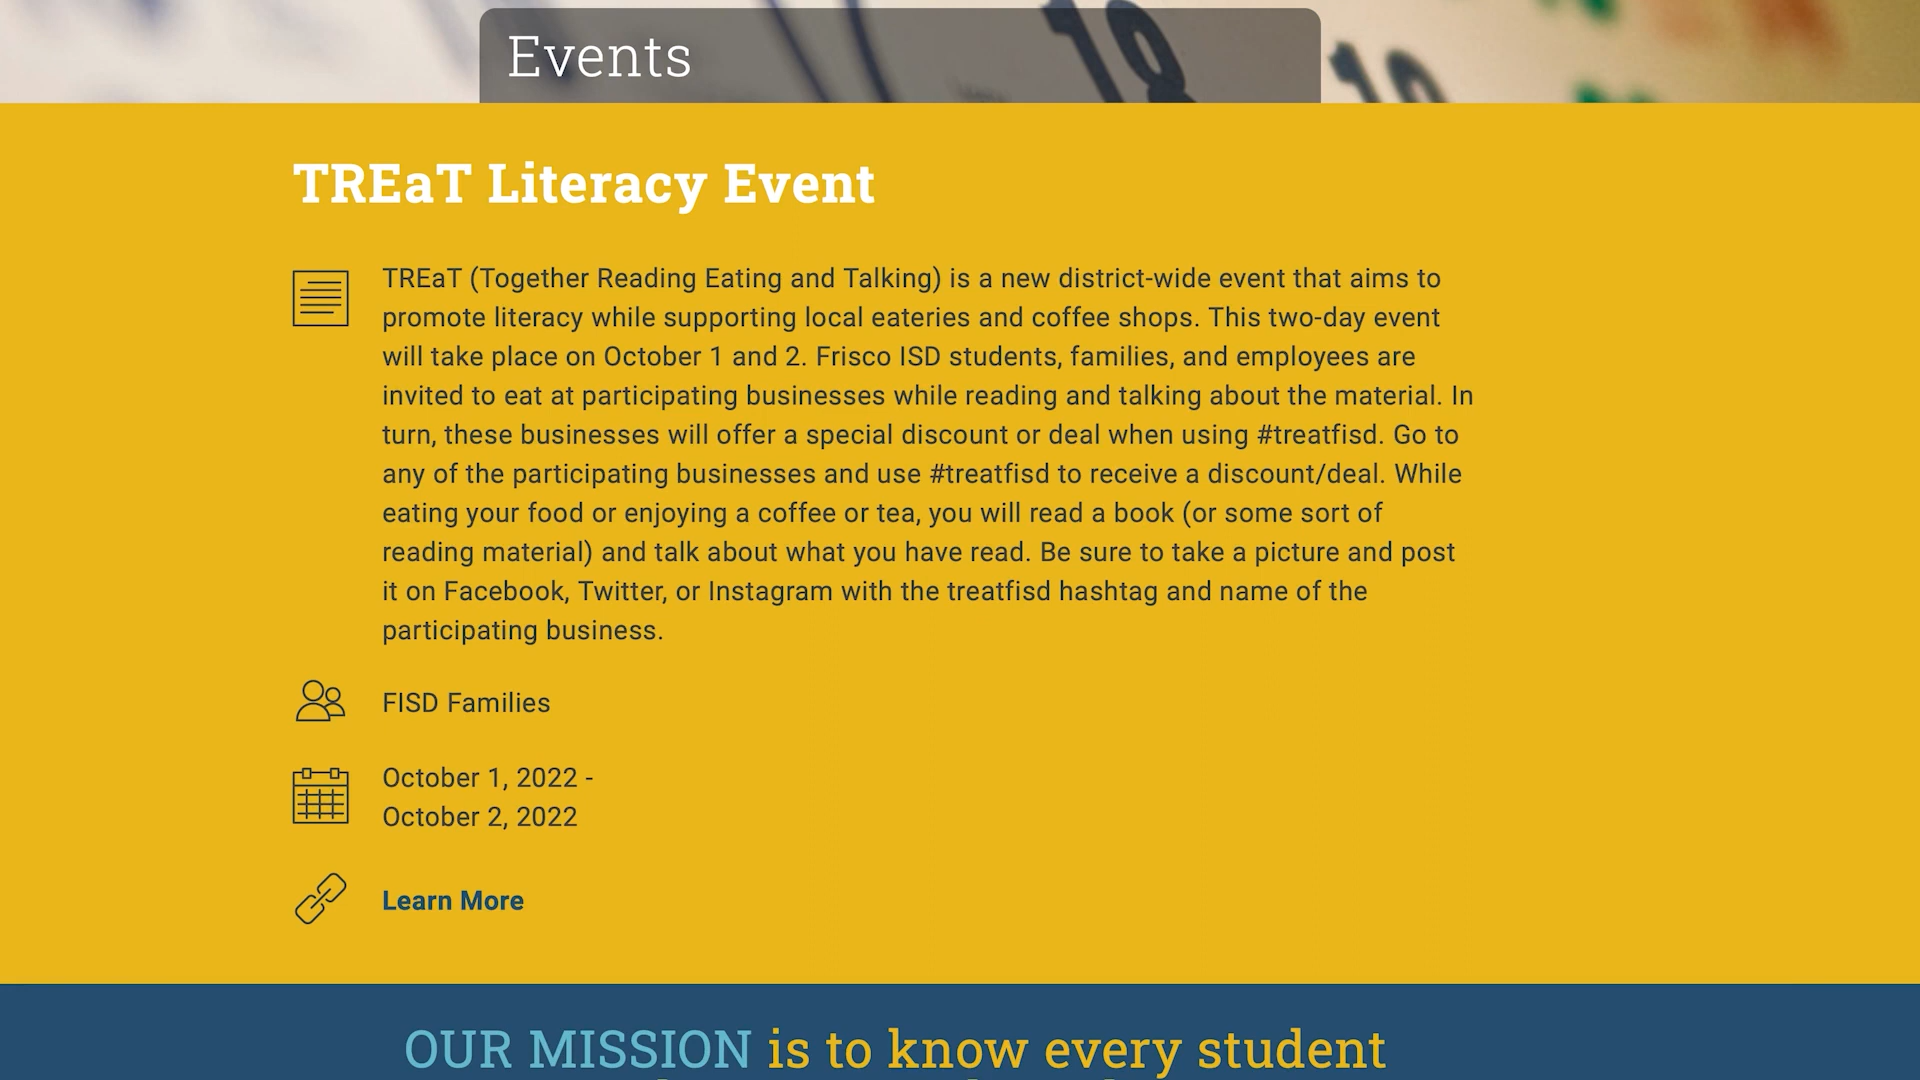 Events
TREaT Literacy Event
TREaT (Together Reading Eating and Talking) is a new district-wide event that aims to
promote literacy while supporting local eateries and coffee shops. This two-day event
will take place on October 1 and 2. Frisco ISD students, families, and employees are
invited to eat at participating businesses while reading and talking about the material. In
turn, these businesses will offer a special discount or deal when using #treatfisd. Go to
any of the participating businesses and use #treatfisd to receive a discount/deal. While
eating your food or enjoying a coffee or tea, you will read a book (or some sort of
reading material) and talk about what you have read. Be sure to take a picture and post
it on Facebook, Twitter, or Instagram with the treatfisd hashtag and name of the
participating business.
FISD Families
October 1, 2022 -
October 2, 2022
Learn More
OUR MISSION is to know every student